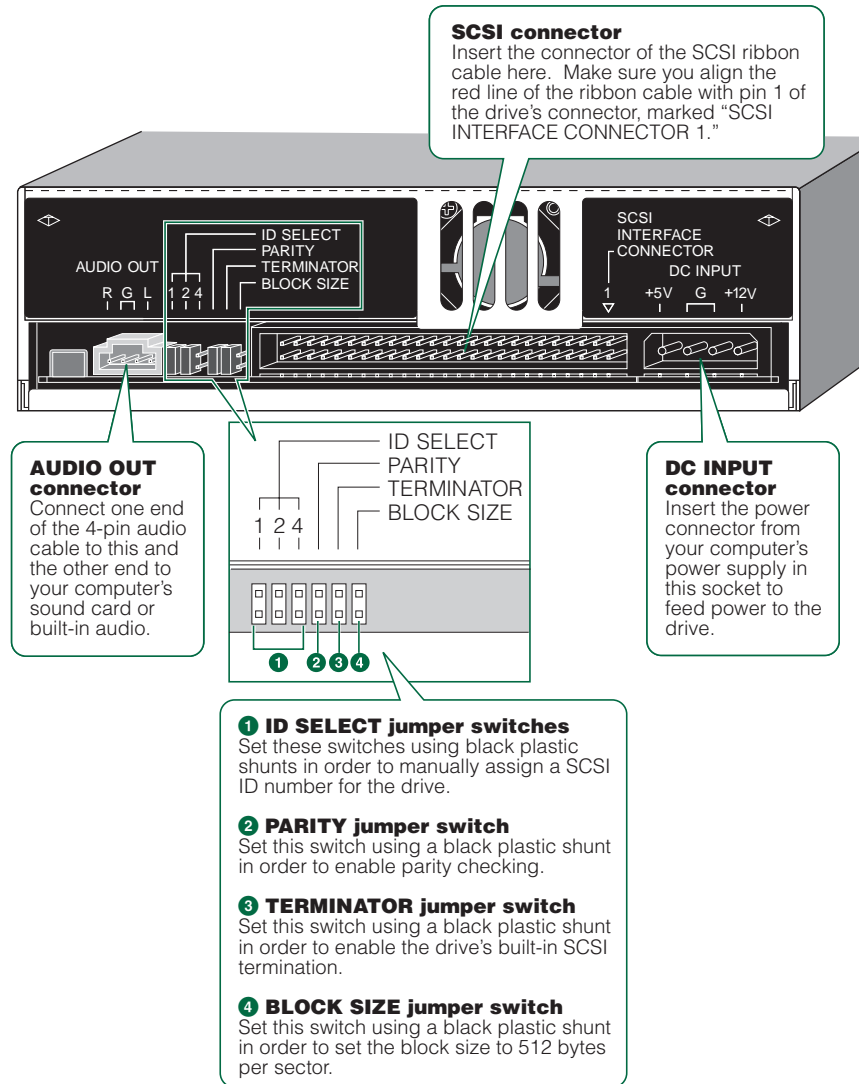 SCSI connector
Insert the connector of the SCSI ribbon
cable here.  Make sure you align the
red line of the ribbon cable with pin 1 of
the drive's connector, marked “SCSI
INTERFACE CONNECTOR 1.”
ID SELECT
PARITY
TERMINATOR
BLOCK SIZE
AUDIO OUT
R G L
1 2 4
SCSI
INTERFACE
CONNECTOR
DC INPUT
1
+5V G +12V
ID SELECT
PARITY
TERMINATOR
BLOCK SIZE
1 2 4
1 2 3 4
AUDIO OUT
connector
Connect one end
of the 4-pin audio
cable to this and
the other end to
your computer's
sound card or
built-in audio.
DC INPUT
connector
Insert the power
connector from
your computer's
power supply in
this socket to
feed power to the
drive.
1 ID SELECT jumper switches
Set these switches using black plastic
shunts in order to manually assign a SCSI
ID number for the drive.
2 PARITY jumper switch
Set this switch using a black plastic shunt
in order to enable parity checking.
3 TERMINATOR jumper switch
Set this switch using a black plastic shunt
in order to enable the drive's built-in SCSI
termination.
4 BLOCK SIZE jumper switch
Set this switch using a black plastic shunt
in order to set the block size to 512 bytes
per sector.